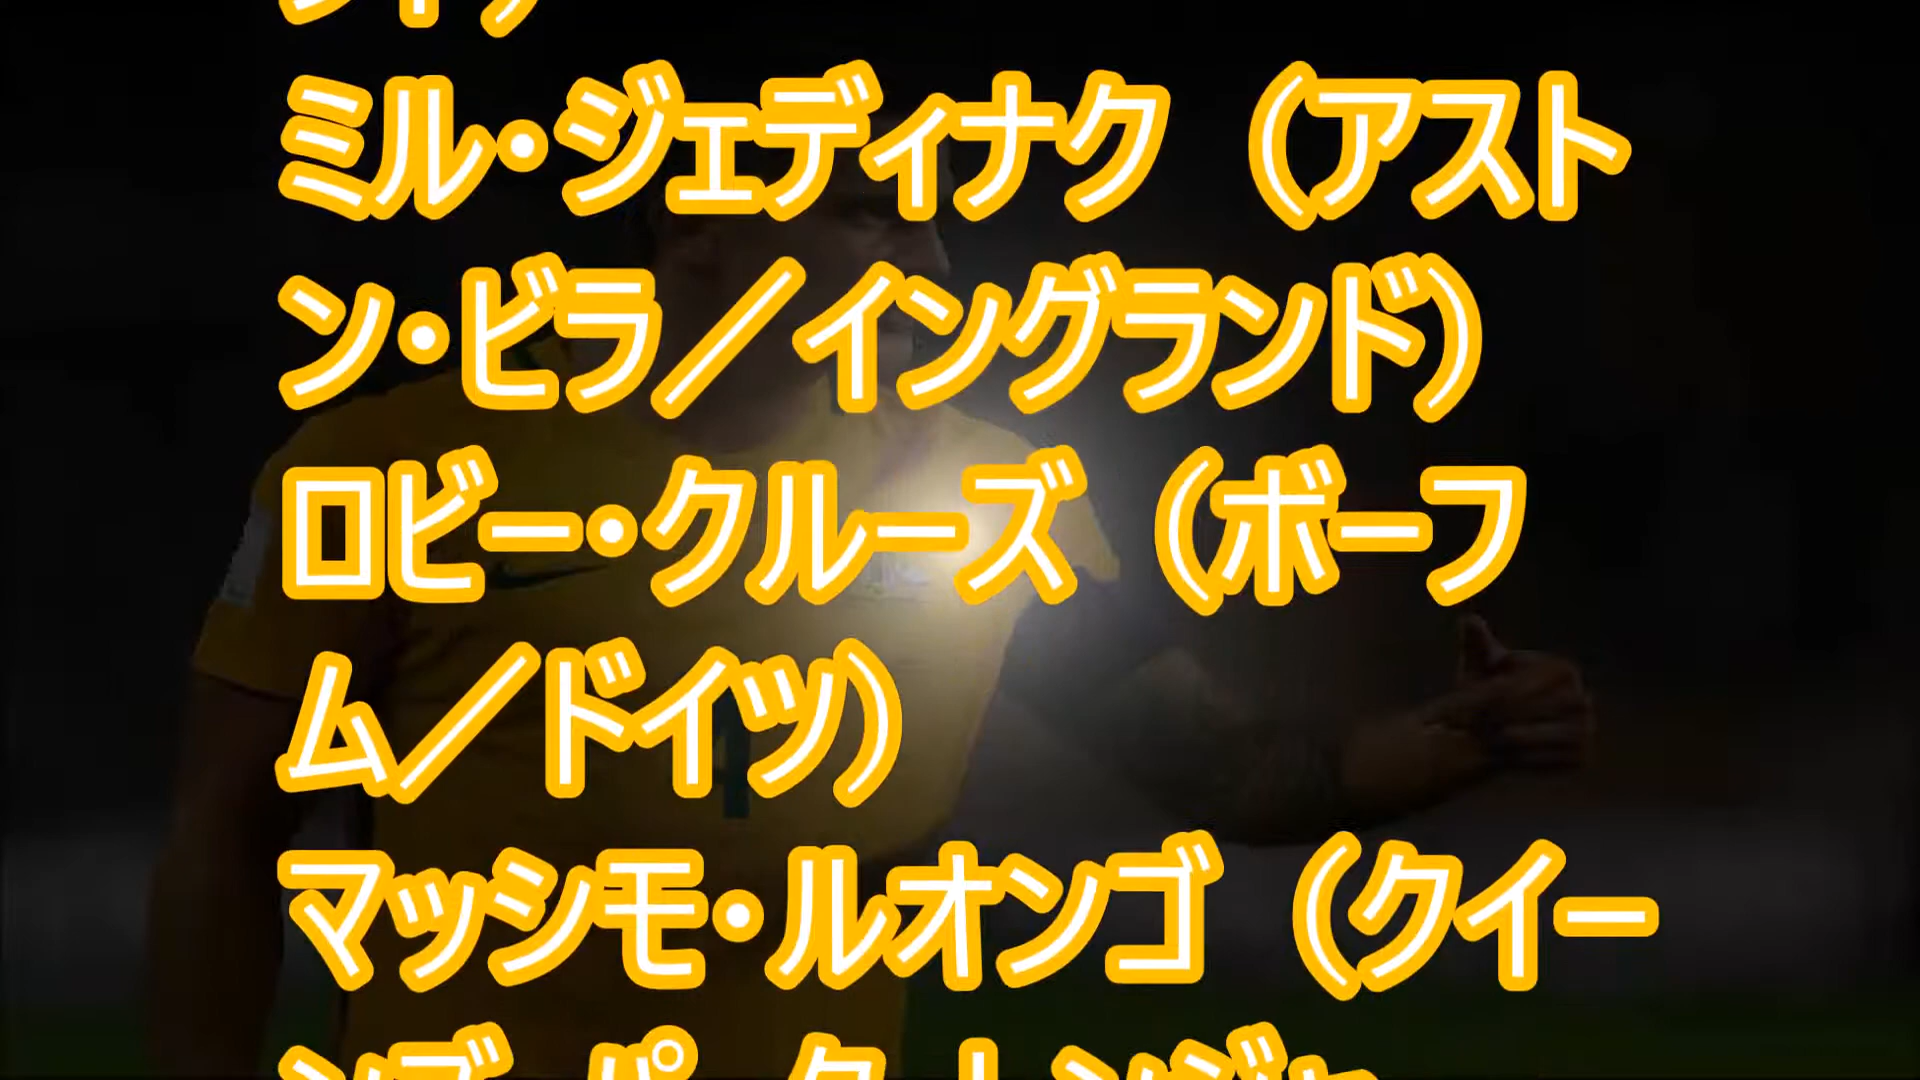 ミル・ジェディナク（アスト
ン・ビラ／イングランド）
ロビー・クルーズ（ボーフ
ム／ドイツ）
マッシモ・ルオンゴ（クイー